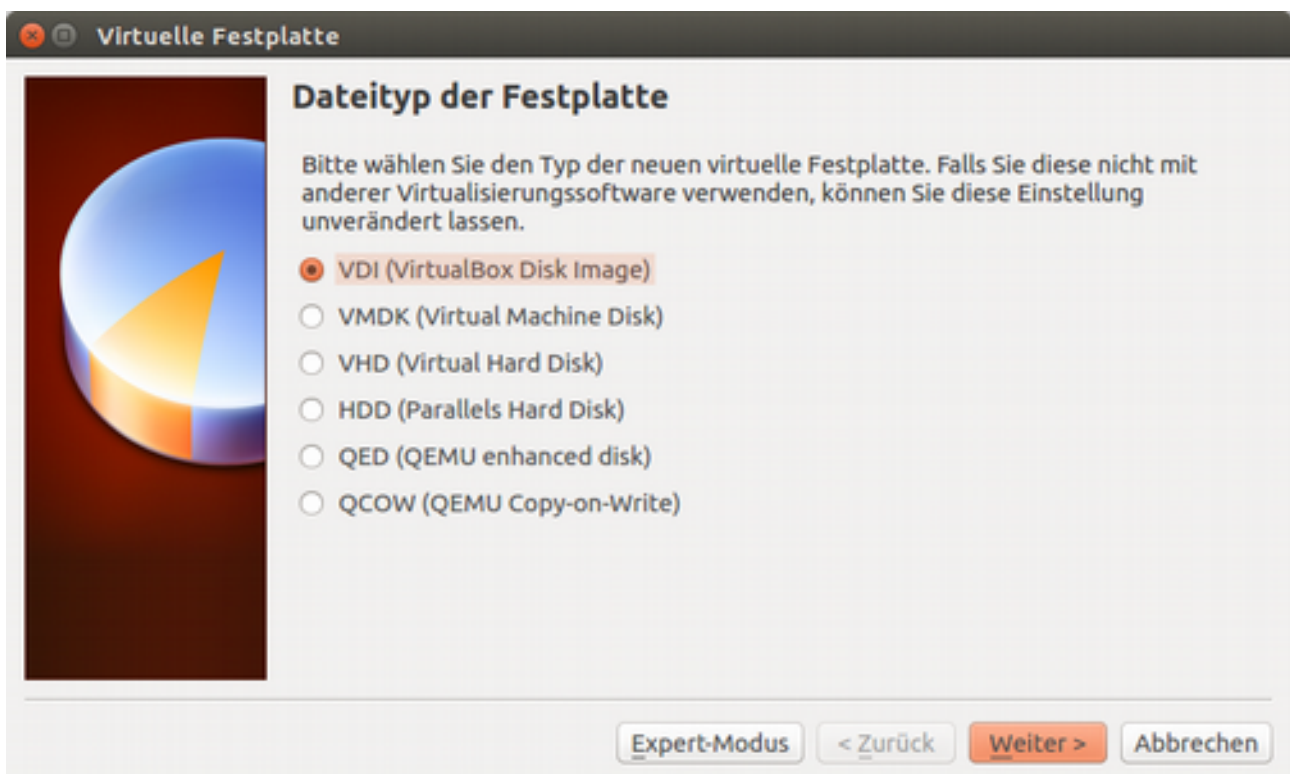 Virtuelle Festplatte
Dateityp der Festplatte
Bitte wählen Sie den Typ der neuen virtuelle Festplatte. Falls Sie diese nicht mit
anderer Virtualisierungssoftware verwenden, können Sie diese Einstellung
unverändert lassen.
VDI (VirtualBox Disk Image)
VMDK (Virtual Machine Disk)
VHD (Virtual Hard Disk)
HDD (Parallels Hard Disk)
QED (QEMU enhanced disk)
QCOW (QEMU Copy-on-Write)
Expert-Modus < Zurück Weiter > Abbrechen